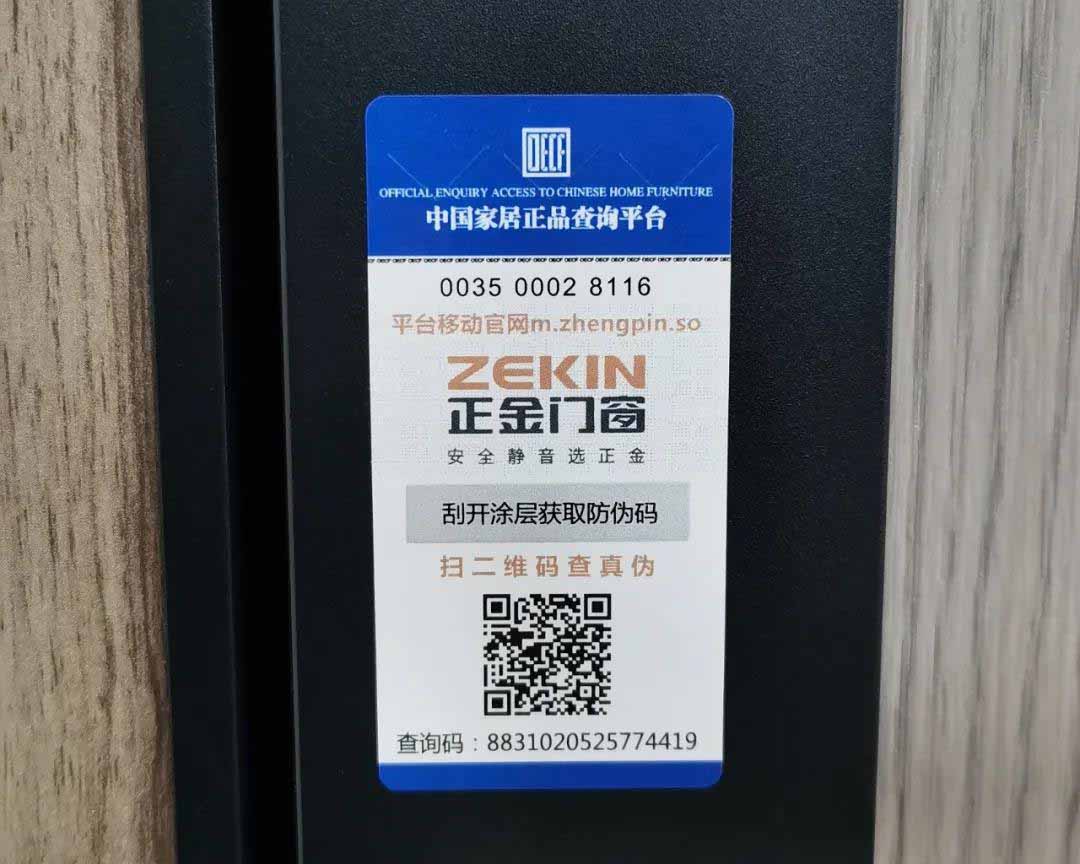 OECF
OFFICIAL ENQUIRY ACCESS TO CHINESE HOME FURNITURE
中国家居正品查询平台
0035 0002 8116
平台移动官网m.zhengpin.so
ZEKIN
正金门窗
安全静音选正金
刮开涂层获取防伪码
扫二维码查真伪
查询码：8831020525774419